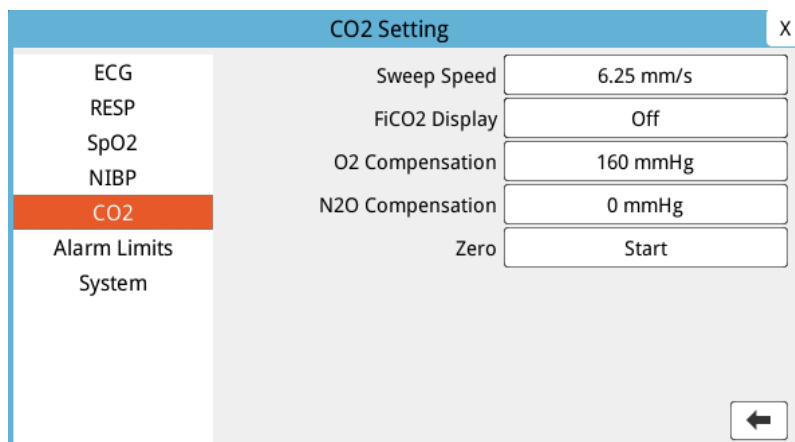 CO2 Setting
X
ECG
RESP
SpO2
NIBP
CO2
Alarm Limits
System
Sweep Speed 6.25 mm/s
FiCO2 Display Off
O2 Compensation 160 mmHg
N2O Compensation 0 mmHg
Zero Start